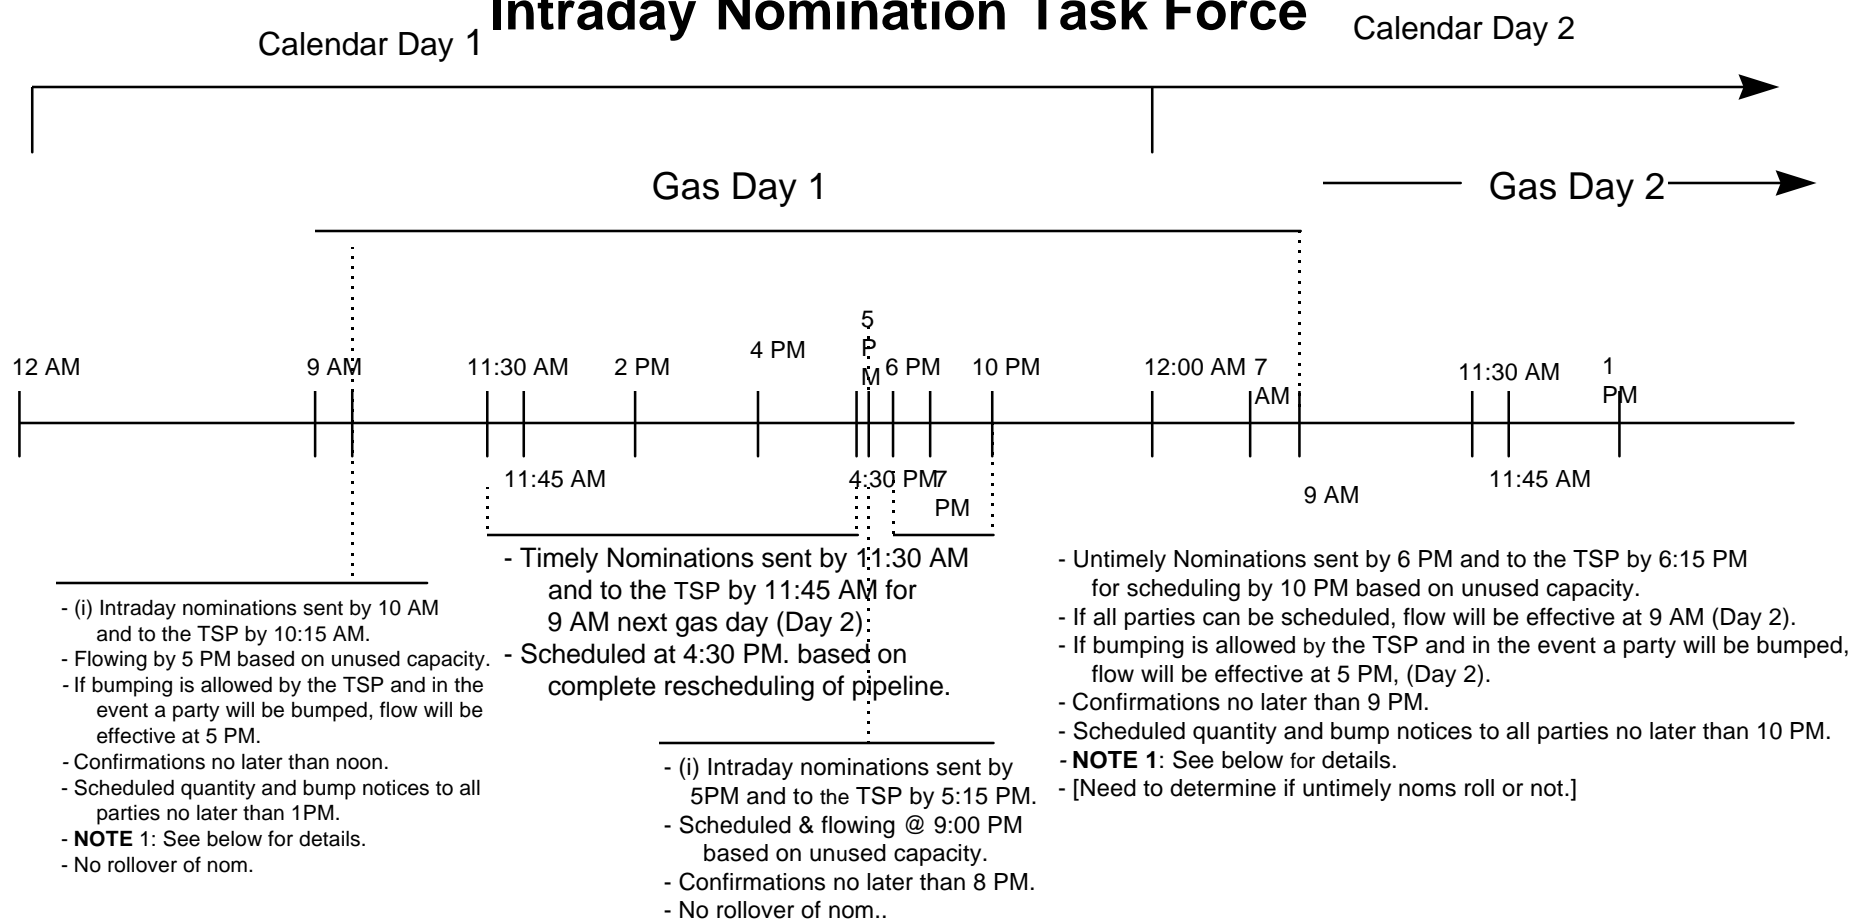 Intraday Nomination Task Force
Calendar Day 1
Calendar Day 2
Gas Day 1
Gas Day 2
12 AM
9 AM
11:30 AM
2 PM
4 PM
5
P
M
6 PM
10 PM
12:00 AM
7
AM
11:30 AM
1
PM
11:45 AM
4:30 PM
7
PM
9 AM
11:45 AM
- (i) Intraday nominations sent by 10 AM
and to the TSP by 10:15 AM.
- Flowing by 5 PM based on unused capacity.
- If bumping is allowed by the TSP and in the
event a party will be bumped, flow will be
effective at 5 PM.
- Confirmations no later than noon.
- Scheduled quantity and bump notices to all
parties no later than 1PM.
- NOTE 1: See below for details.
- No rollover of nom.
- Timely Nominations sent by 11:30 AM
and to the TSP by 11:45 AM for
9 AM next gas day (Day 2)
- Scheduled at 4:30 PM. based on
complete rescheduling of pipeline.
- (i) Intraday nominations sent by
5PM and to the TSP by 5:15 PM.
- Scheduled & flowing @ 9:00 PM
based on unused capacity.
- Confirmations no later than 8 PM.
- No rollover of nom..
- Untimely Nominations sent by 6 PM and to the TSP by 6:15 PM
for scheduling by 10 PM based on unused capacity.
- If all parties can be scheduled, flow will be effective at 9 AM (Day 2).
- If bumping is allowed by the TSP and in the event a party will be bumped,
flow will be effective at 5 PM, (Day 2).
- Confirmations no later than 9 PM.
- Scheduled quantity and bump notices to all parties no later than 10 PM.
- NOTE 1: See below for details.
- [Need to determine if untimely noms roll or not.]